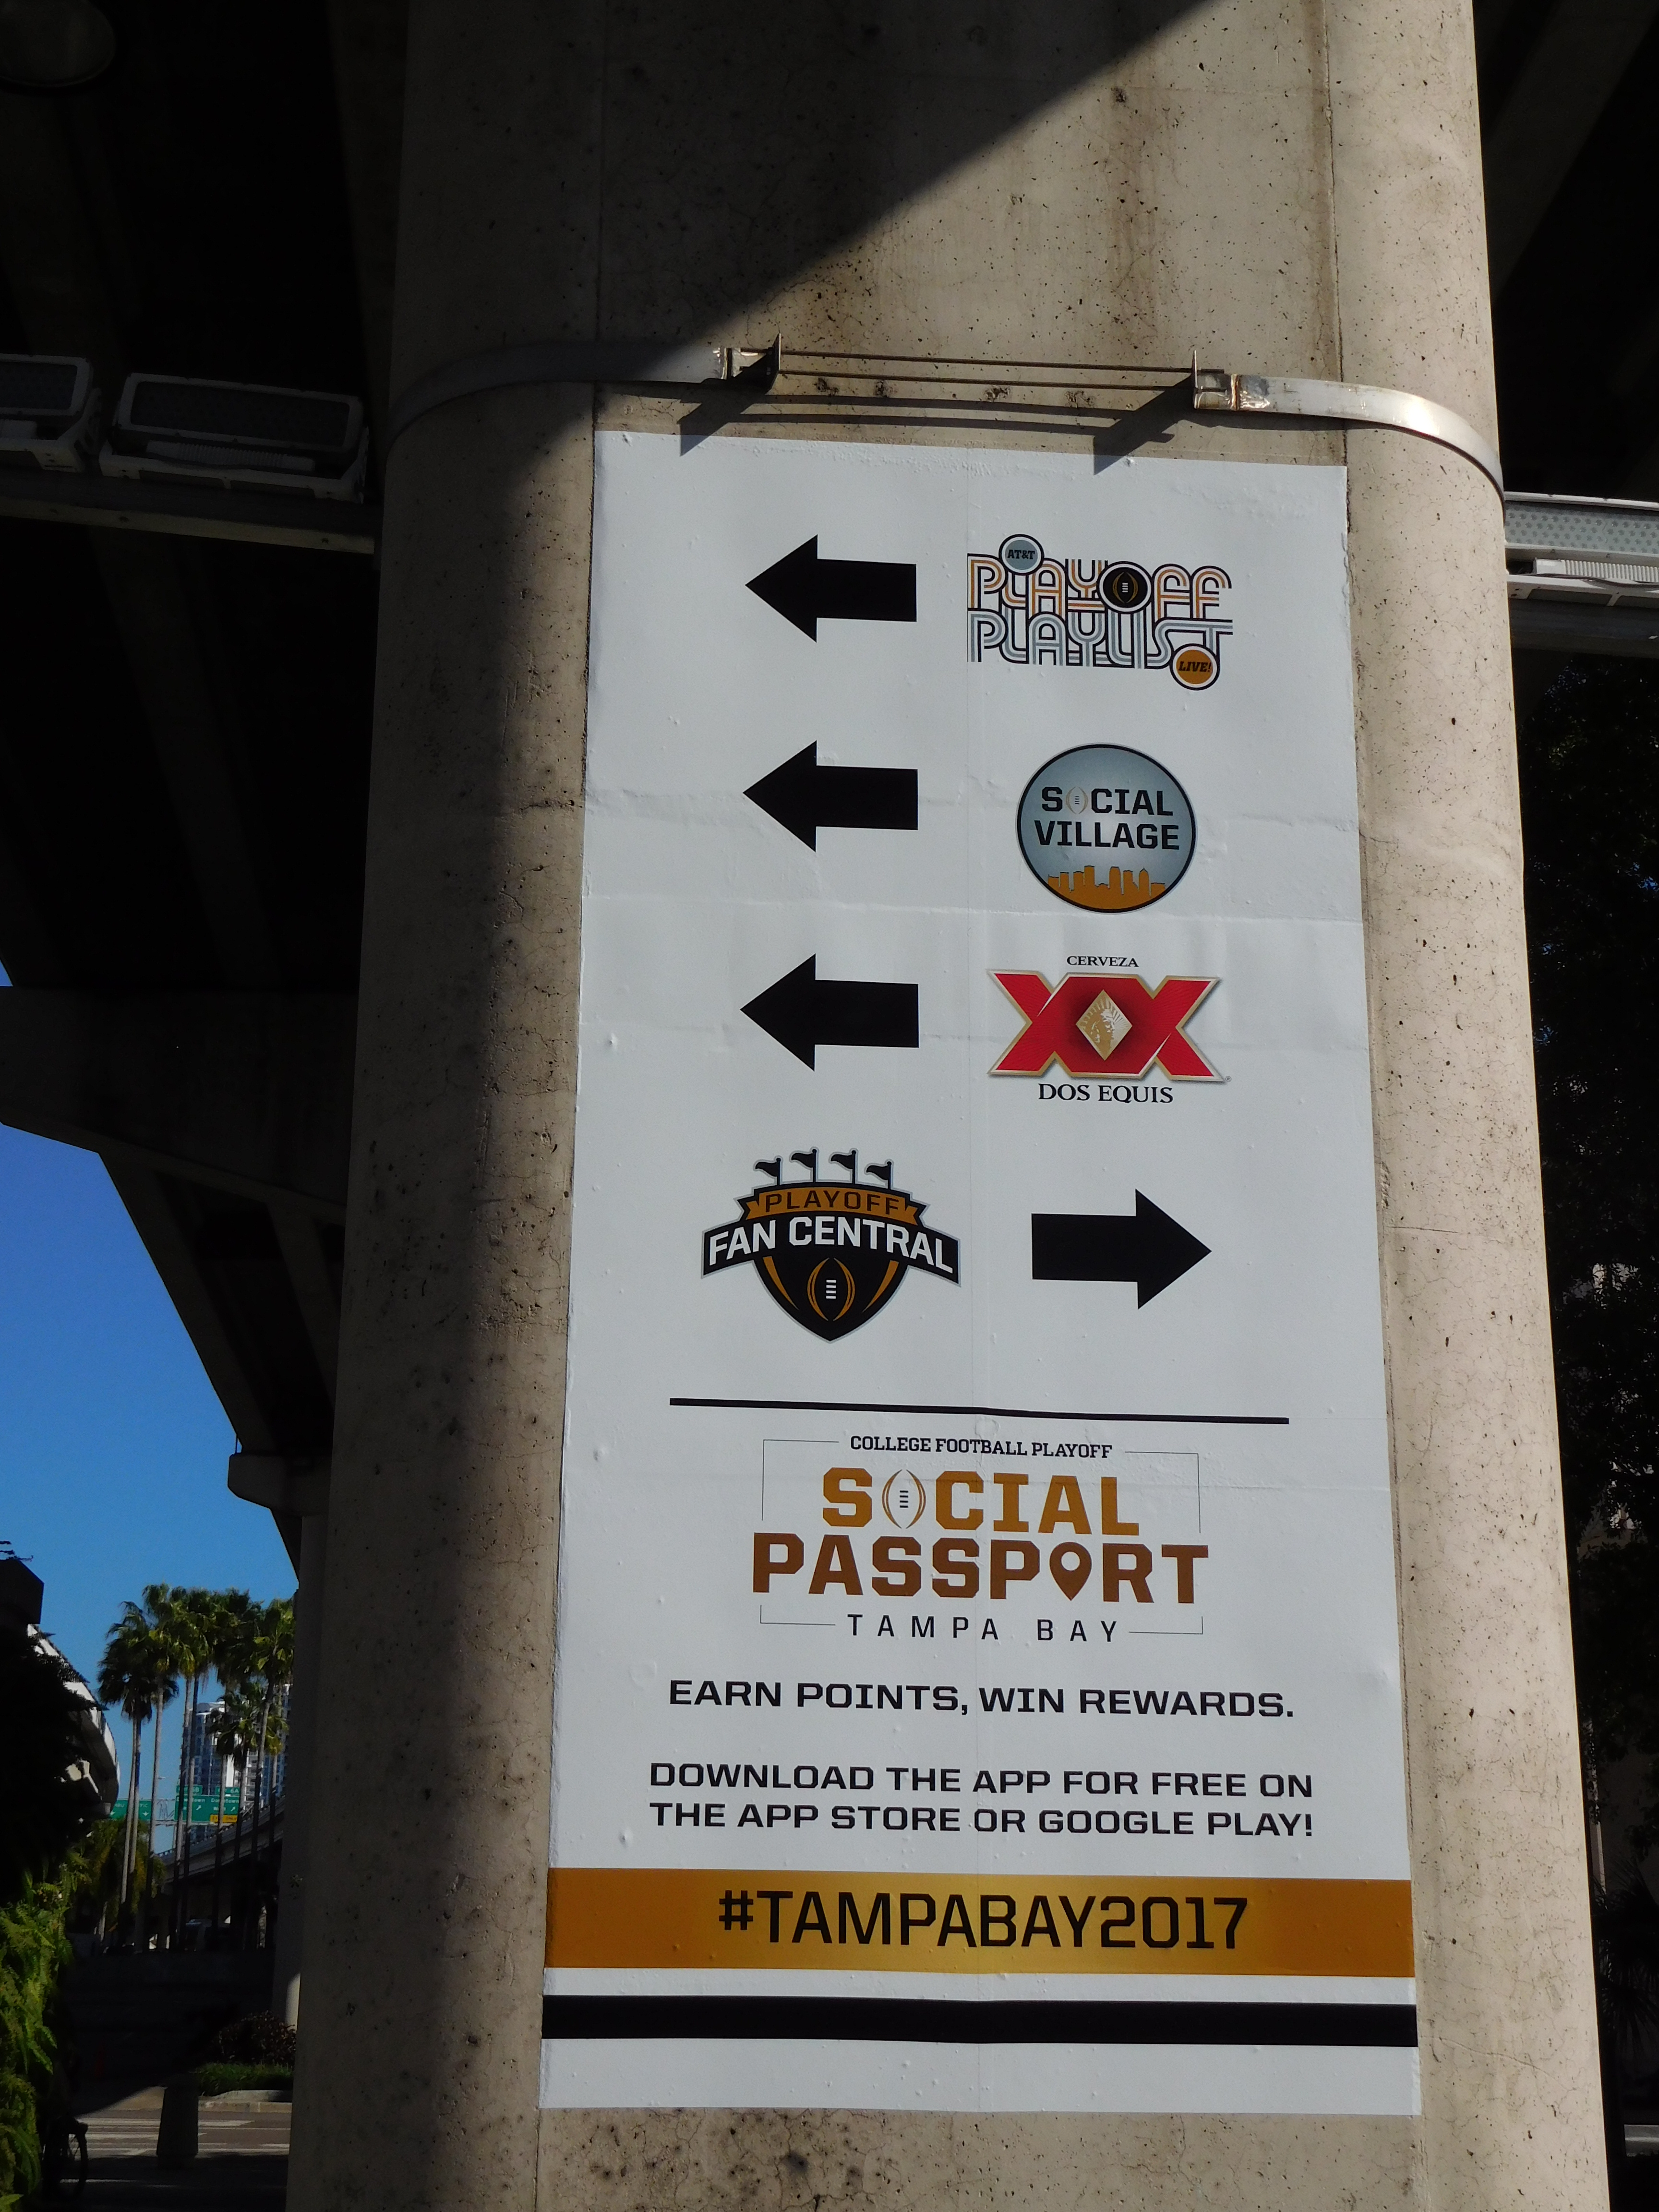 AT&T
PLAYOFF
PLAYLIST
LIVE!
SOCIAL
VILLAGE
CERVEZA
XX
DOS EQUIS
PLAYOFF
FAN CENTRAL
COLLEGE FOOTBALL PLAYOFF
SOCIAL
PASSPORT
TAMPA BAY
EARN POINTS, WIN REWARDS.
DOWNLOAD THE APP FOR FREE ON
THE APP STORE OR GOOGLE PLAY!
#TAMPABAY2017